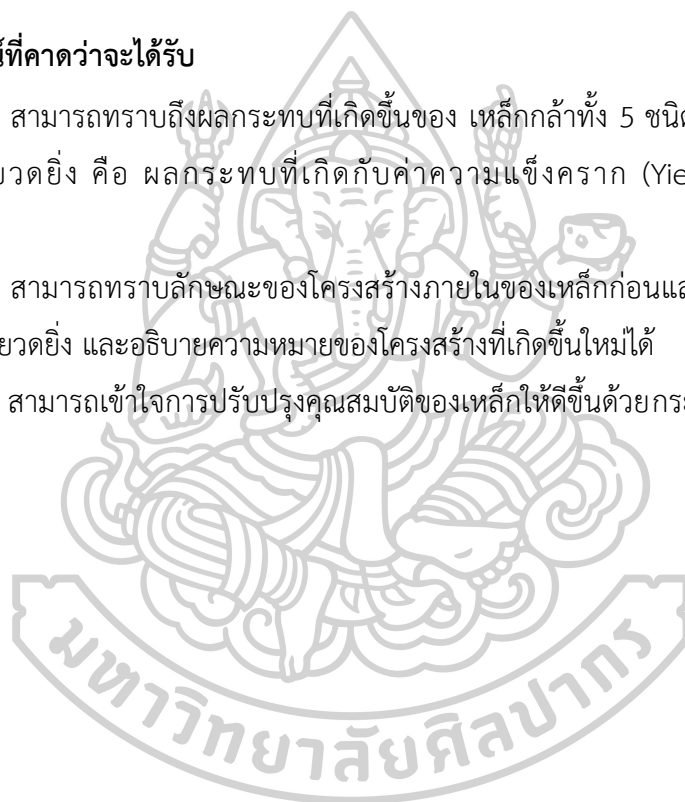 ที่คาดว่าจะได้รับ
สามารถทราบถึงผลกระทบที่เกิดขึ้นของ เหล็กกล้าทั้ง 5 ชนิ
วดยิ่ง คือ ผลกระทบที่เกิดกับค่าความแข็งคราก (Yie
สามารถทราบลักษณะของโครงสร้างภายในของเหล็กก่อนแล
ยวดยิ่ง และอธิบายความหมายของโครงสร้างที่เกิดขึ้นใหม่ได้
สามารถเข้าใจการปรับปรุงคุณสมบัติของเหล็กให้ดีขึ้นด้วยกระ
มหาวิทยาลัยศิลปากร